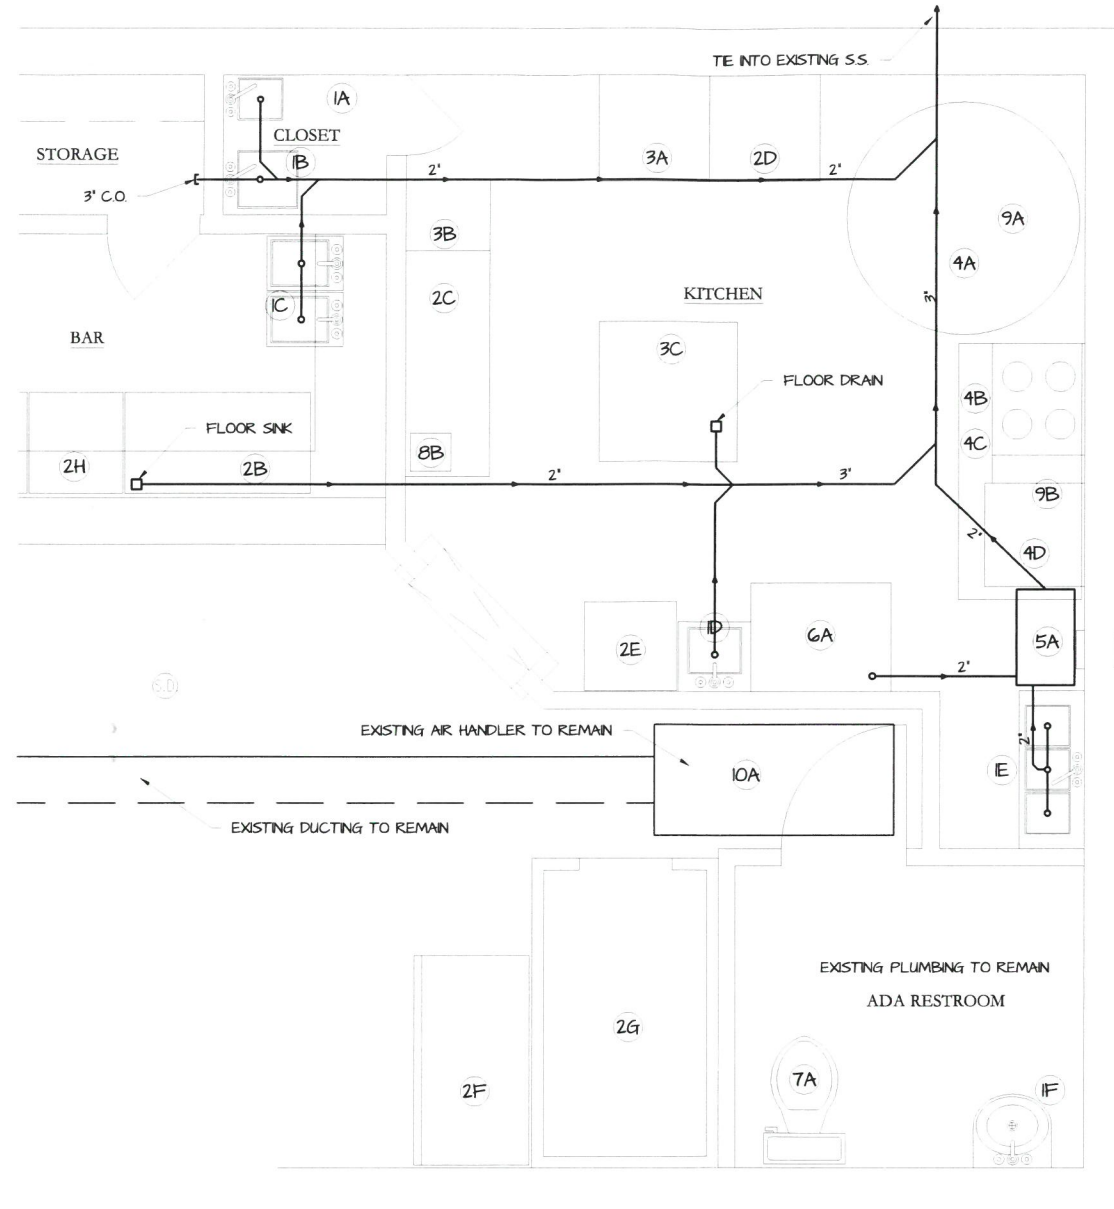 TIE INTO EXISTING S.S.
1A
CLOSET
STORAGE
1B
2"
3A
2D
2"
3" C.O.
9A
3B
4A
1C
2C
3"
KITCHEN
BAR
3C
FLOOR DRAIN
4B
FLOOR SINK
4C
8B
2H
2B
2"
3"
9B
2"
4D
1D
2E
6A
5A
2"
S.D.
EXISTING AIR HANDLER TO REMAIN
2"
10A
1E
EXISTING DUCTING TO REMAIN
EXISTING PLUMBING TO REMAIN
ADA RESTROOM
2G
7A
2F
1F